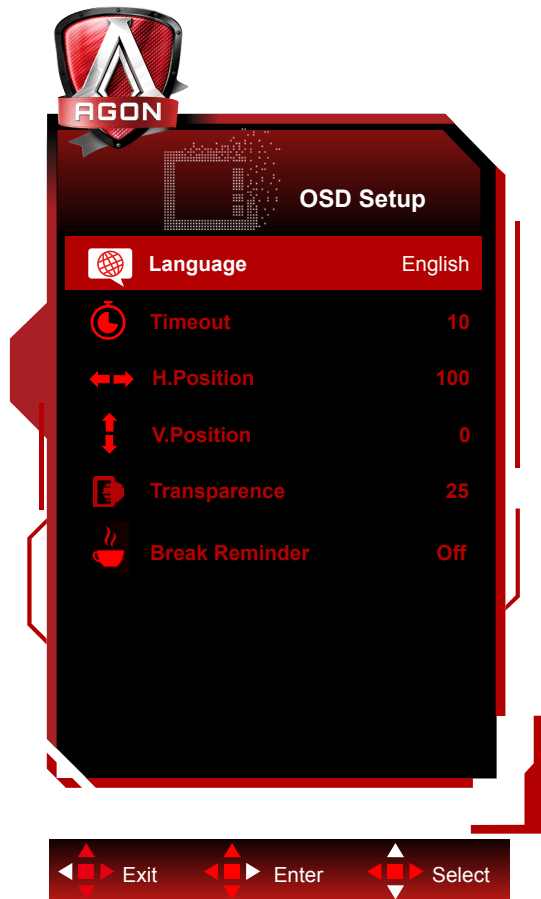 AGON
OSD Setup
Language English
Timeout 10
H.Position 100
V.Position 0
Transparence 25
Break Reminder Off
Exit Enter Select